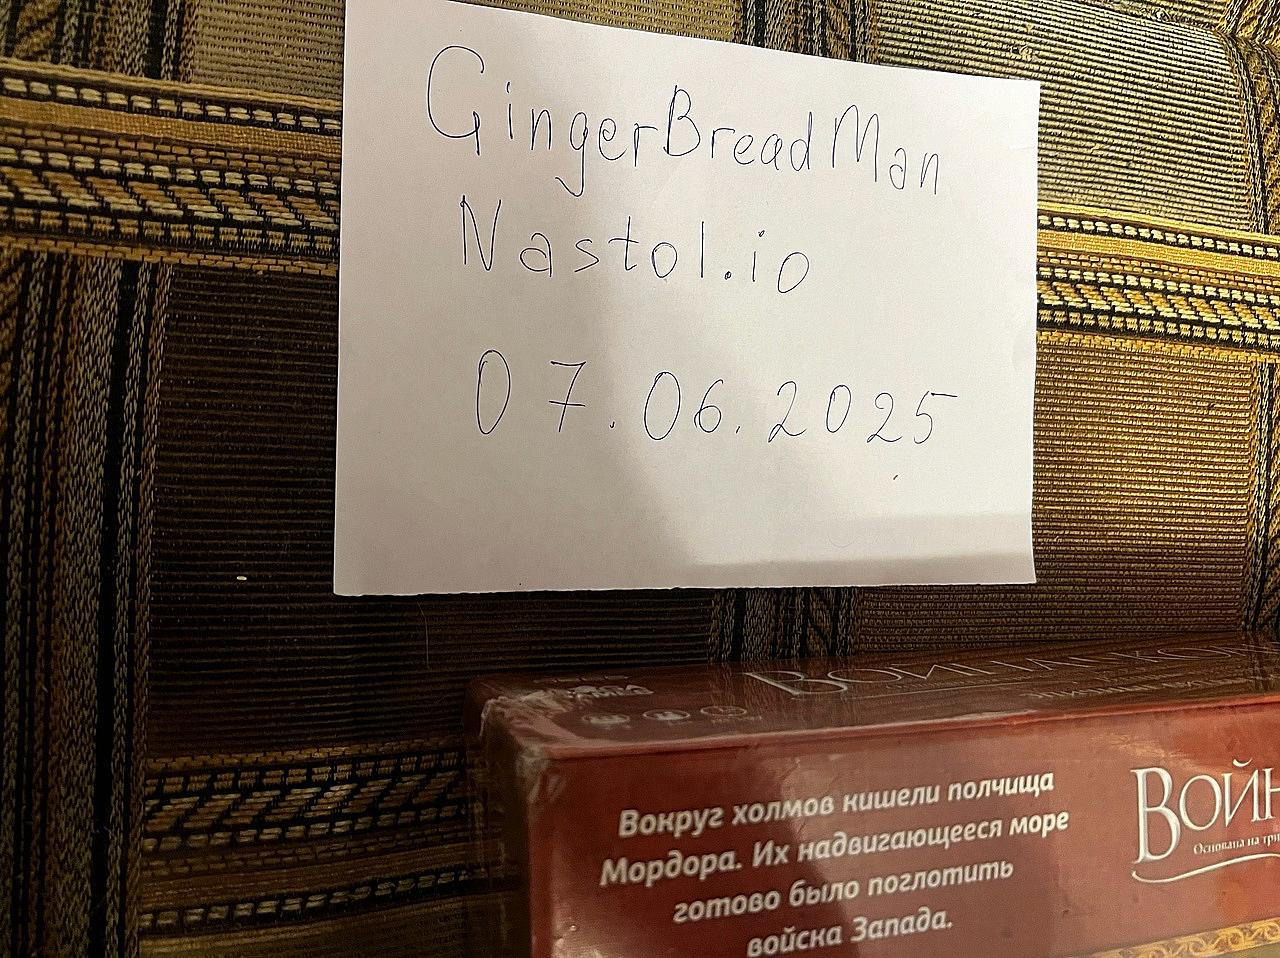 GingerBreadMan
Nastol.io
07.06.2025
Вокруг холмов кишели полчища
Мордора. Их надвигающееся море
готово было поглотить
войска Запада.